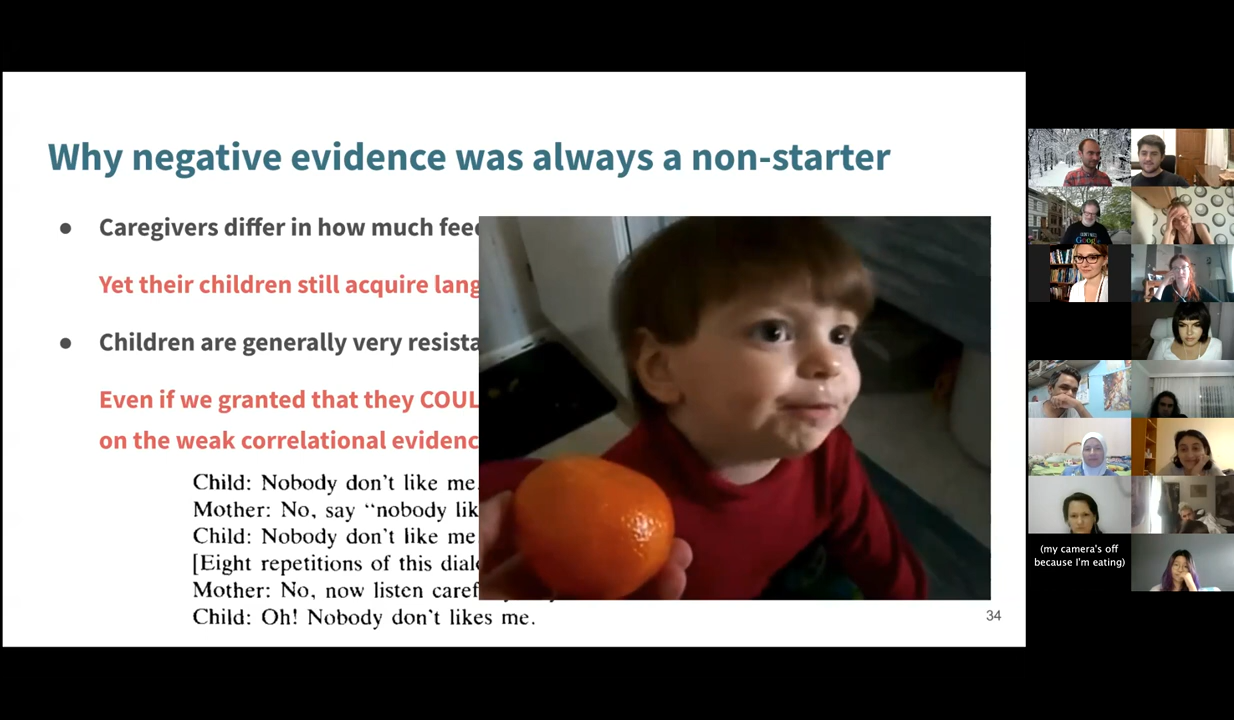 Why negative evidence was always a non-starter
● Caregivers differ in how much feed
Yet their children still acquire lang
● Children are generally very resista
Even if we granted that they COUL
on the weak correlational evidenc
Child: Nobody don't like me.
Mother: No, say “nobody lik
Child: Nobody don't like me.
[Eight repetitions of this dialo
Mother: No, now listen caref
Child: Oh! Nobody don't likes me.
34
Google
(my camera's off
because I'm eating)